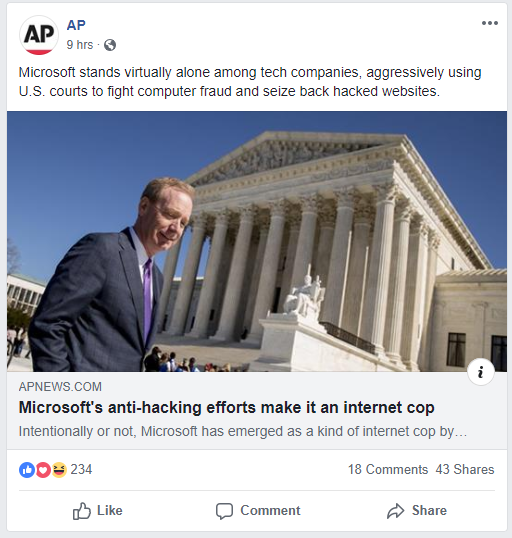 AP
AP
9 hrs ·
Microsoft stands virtually alone among tech companies, aggressively using
U.S. courts to fight computer fraud and seize back hacked websites.
i
APNEWS.COM
Microsoft's anti-hacking efforts make it an internet cop
Intentionally or not, Microsoft has emerged as a kind of internet cop by…
234
18 Comments 43 Shares
Like
Comment
Share